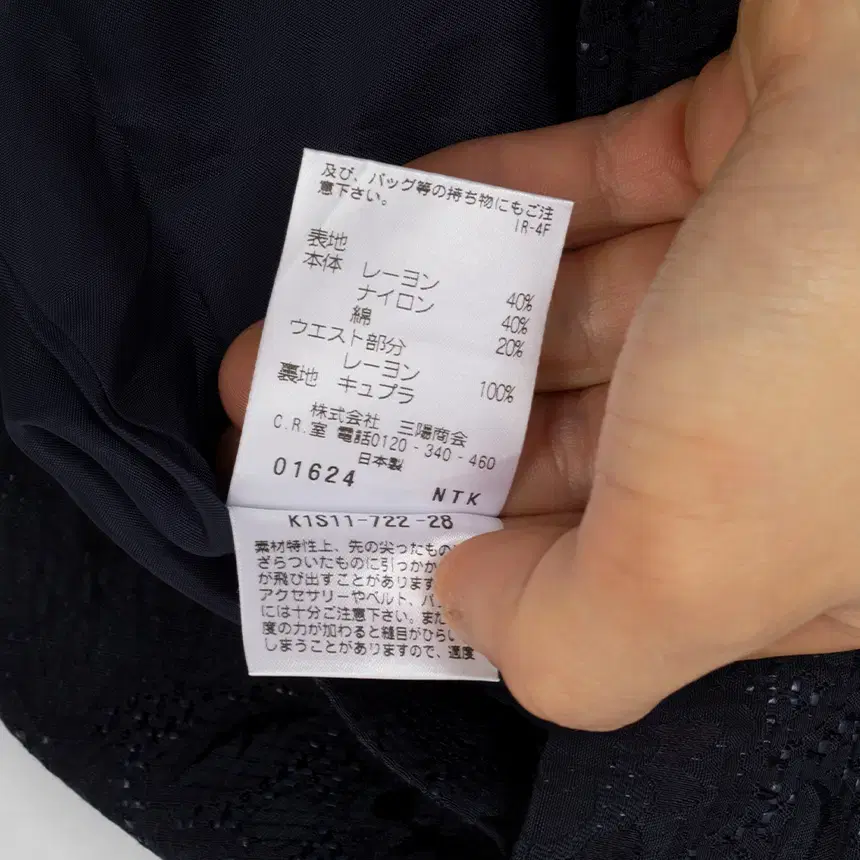 及び、バッグ等の持ち物にもご注
意下さい。
IR-4F
表地
本体 レーヨン 40%
ナイロン 40%
綿 20%
ウエスト部分
レーヨン 100%
裏地 キュプラ
株式会社 三陽商会
C.R.室 電話0120-340-460
日本製
01624 NTK
K1S11-722-28
素材特性上、先の尖ったもの
ざらついたものに引っかか
が飛び出すことがあります
アクセサリーやベルト、バ
には十分ご注意下さい。また
度の力が加わると縫目がひらい
しまうことがありますので、適度